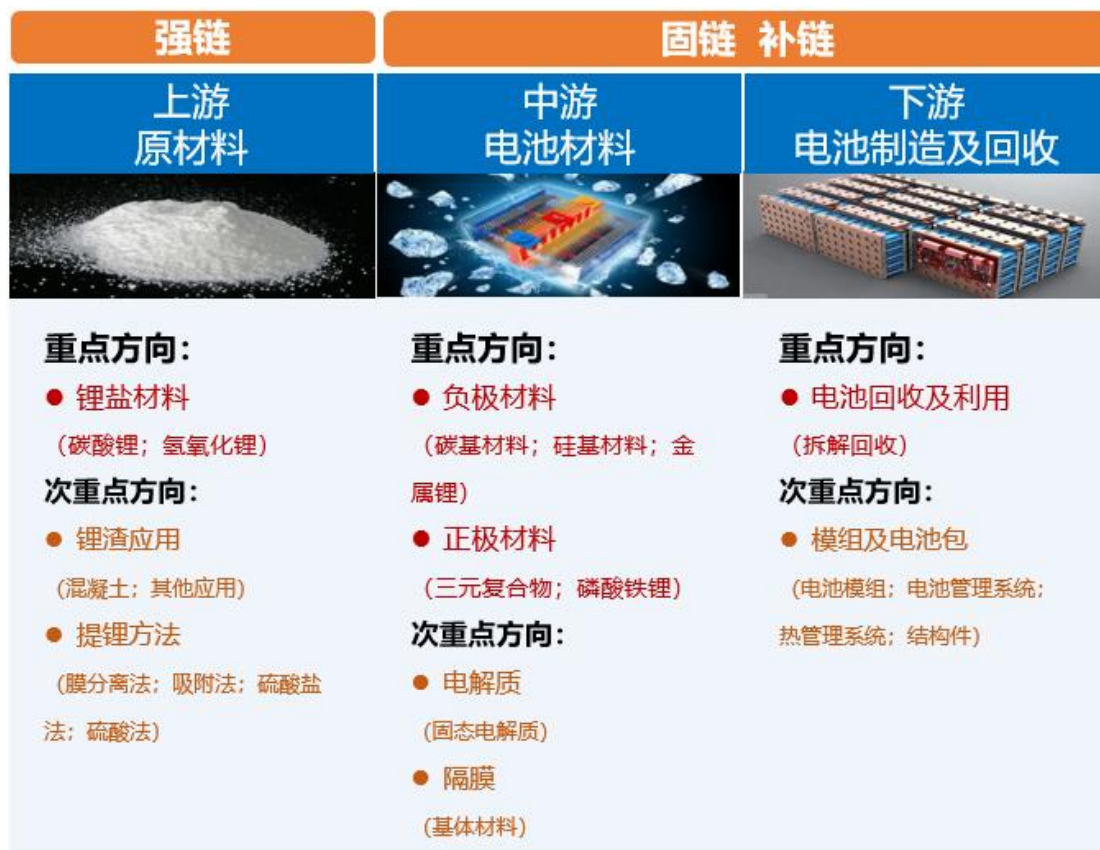 强链
固链 补链
上游
原材料
中游
电池材料
下游
电池制造及回收
重点方向：
● 锂盐材料
（碳酸锂；氢氧化锂）
次重点方向：
● 锂渣应用
（混凝土；其他应用）
● 提锂方法
（膜分离法；吸附法；硫酸盐
法；硫酸法）
重点方向：
● 负极材料
（碳基材料；硅基材料；金
属锂）
● 正极材料
（三元复合物；磷酸铁锂）
次重点方向：
● 电解质
（固态电解质）
● 隔膜
（基体材料）
重点方向：
● 电池回收及利用
（拆解回收）
次重点方向：
● 模组及电池包
（电池模组；电池管理系统；
热管理系统；结构件）